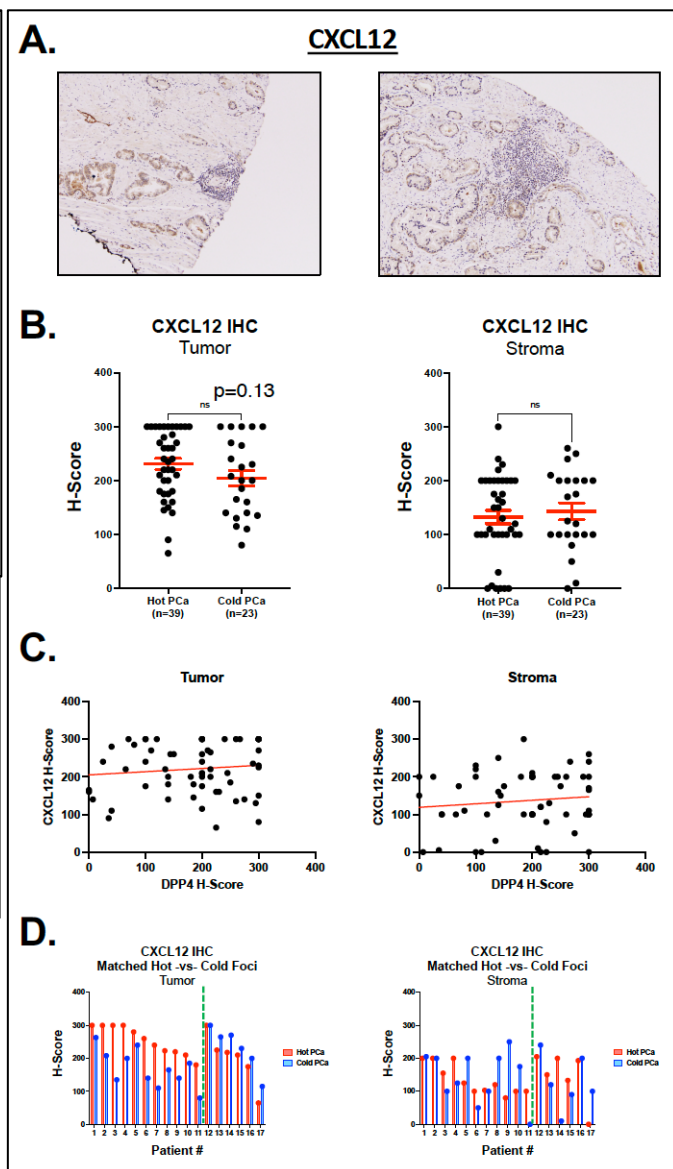 A.
CXCL12
B.
CXCL12 IHC
Tumor
p=0.13
ns
H-Score
400
300
200
100
0
Hot PCa
(n=39)
Cold PCa
(n=23)
CXCL12 IHC
Stroma
ns
H-Score
400
300
200
100
0
Hot PCa
(n=39)
Cold PCa
(n=23)
C.
Tumor
CXCL12 H-Score
400
300
200
100
0
0 100 200 300 400
DPP4 H-Score
Stroma
CXCL12 H-Score
400
300
200
100
0
0 100 200 300 400
DPP4 H-Score
D.
CXCL12 IHC
Matched Hot -vs- Cold Foci
Tumor
H-Score
400
300
200
100
0
Hot PCa
Cold PCa
1 2 3 4 5 6 7 8 9 10 11 12 13 14 15 16 17
Patient #
CXCL12 IHC
Matched Hot -vs- Cold Foci
Stroma
H-Score
400
300
200
100
0
Hot PCa
Cold PCa
1 2 3 4 5 6 7 8 9 10 11 12 13 14 15 16 17
Patient #